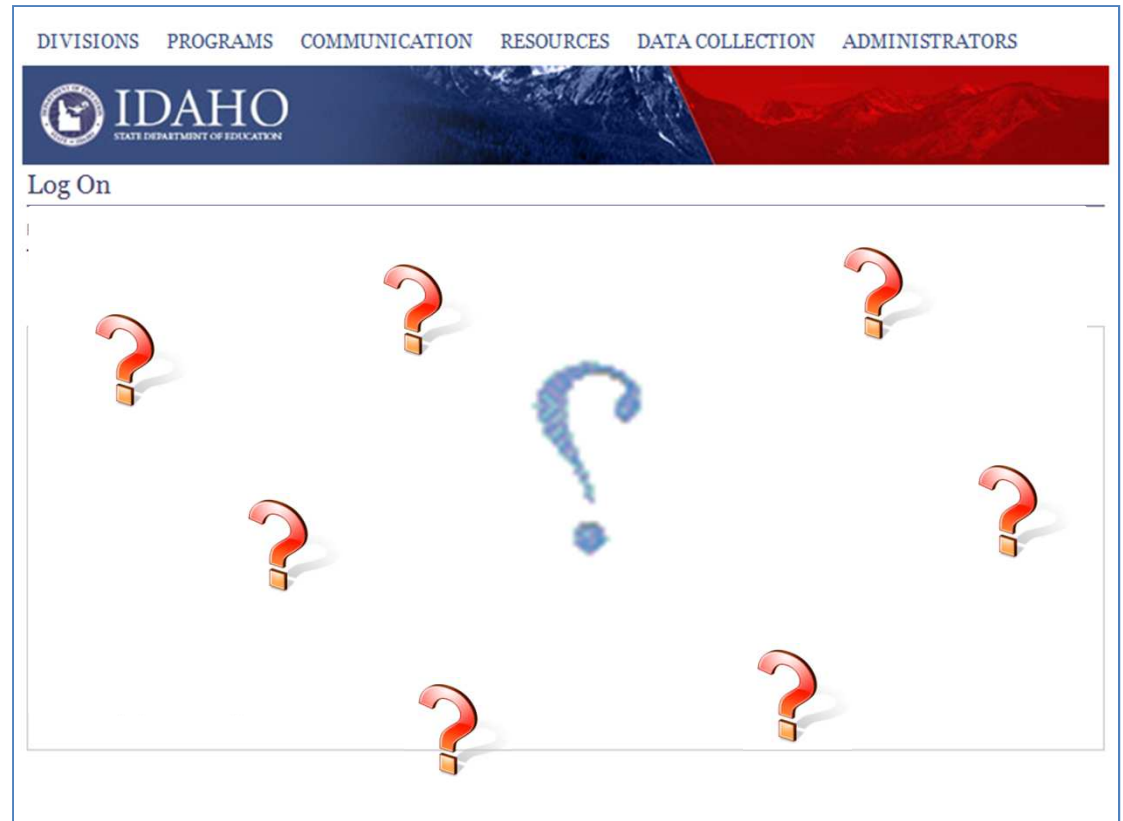 DIVISIONS PROGRAMS COMMUNICATION RESOURCES DATA COLLECTION ADMINISTRATORS
IDAHO
STATE DEPARTMENT OF EDUCATION
Log On
?
?
?
?
?
?
?
?